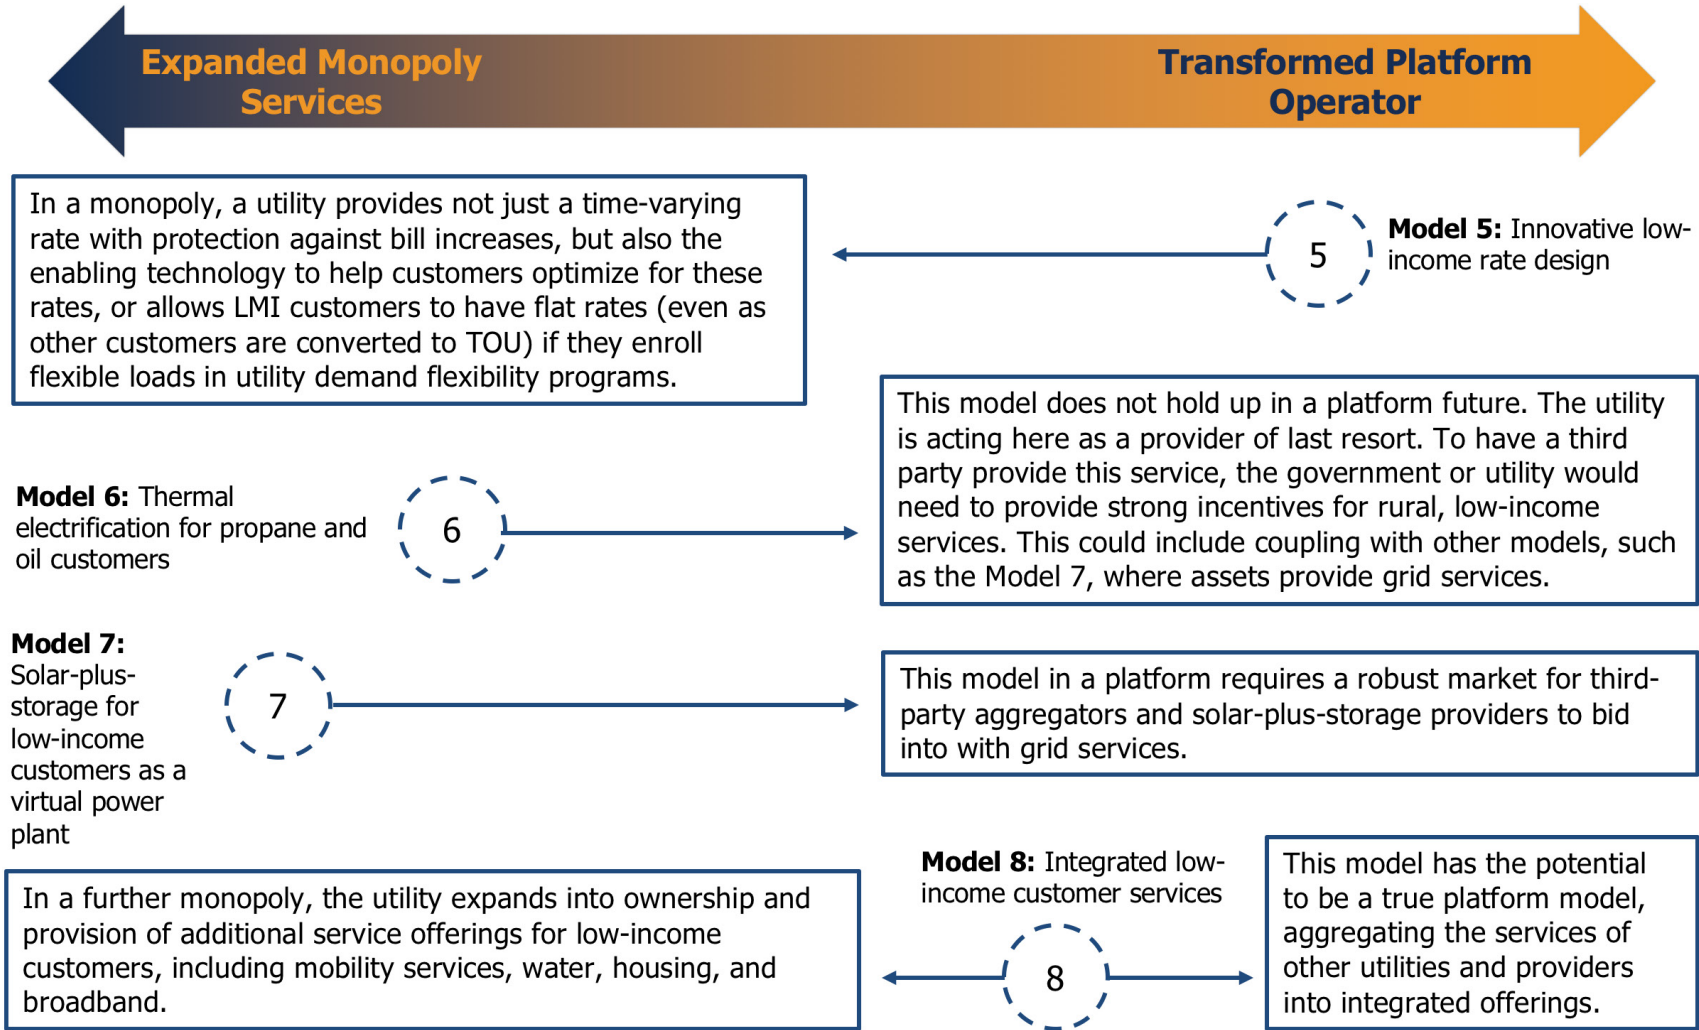 Expanded Monopoly
Services
Transformed Platform
Operator
In a monopoly, a utility provides not just a time-varying
rate with protection against bill increases, but also the
enabling technology to help customers optimize for these
rates, or allows LMI customers to have flat rates (even as
other customers are converted to TOU) if they enroll
flexible loads in utility demand flexibility programs.
5
Model 5: Innovative low-
income rate design
Model 6: Thermal
electrification for propane and
oil customers
6
This model does not hold up in a platform future. The utility
is acting here as a provider of last resort. To have a third
party provide this service, the government or utility would
need to provide strong incentives for rural, low-income
services. This could include coupling with other models, such
as the Model 7, where assets provide grid services.
Model 7:
Solar-plus-
storage for
low-income
customers as a
virtual power
plant
7
This model in a platform requires a robust market for third-
party aggregators and solar-plus-storage providers to bid
into with grid services.
In a further monopoly, the utility expands into ownership and
provision of additional service offerings for low-income
customers, including mobility services, water, housing, and
broadband.
Model 8: Integrated low-
income customer services
8
This model has the potential
to be a true platform model,
aggregating the services of
other utilities and providers
into integrated offerings.